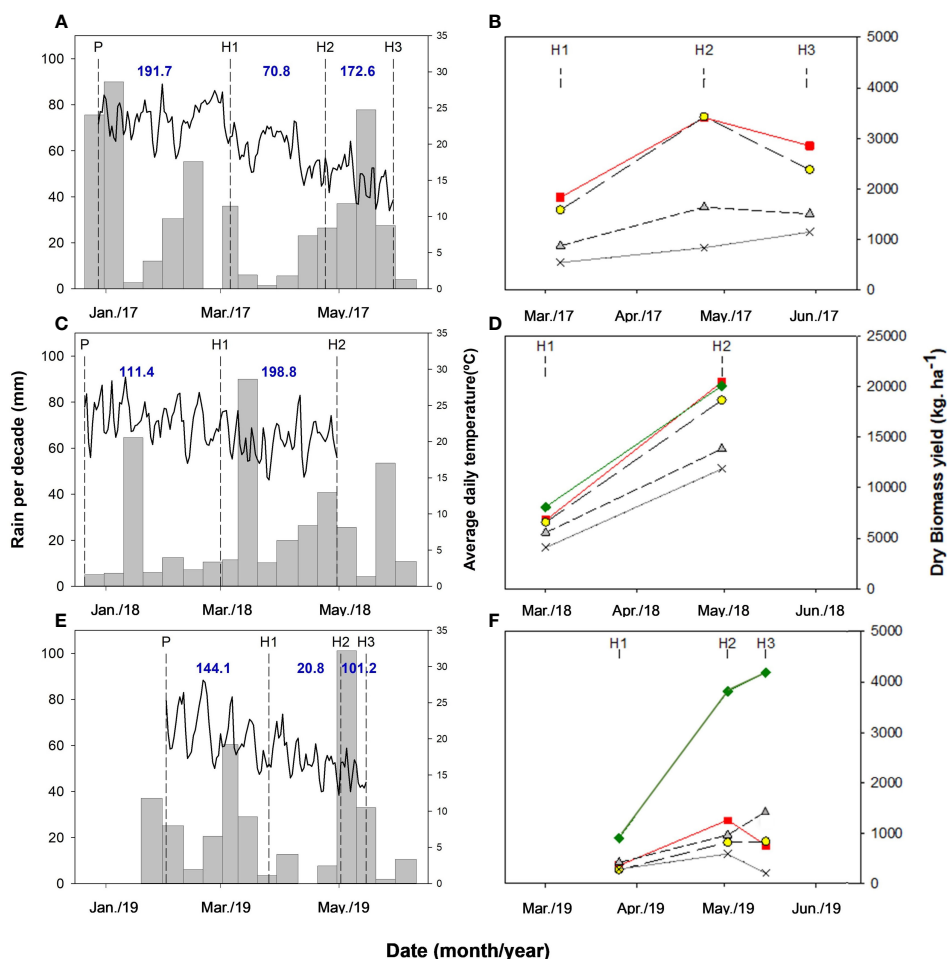 A
P H1 H2 H3
191.7 70.8 172.6
100
80
60
40
20
0
35
30
25
20
15
10
5
0
Jan./17 Mar./17 May./17
B
H1 H2 H3
5000
4000
3000
2000
1000
0
Mar./17 Apr./17 May./17 Jun./17
C
P H1 H2
111.4 198.8
100
80
60
40
20
0
35
30
25
20
15
10
5
0
Jan./18 Mar./18 May./18
D
H1 H2
25000
20000
15000
10000
5000
0
Mar./18 Apr./18 May./18 Jun./18
E
P H1 H2 H3
144.1 20.8 101.2
100
80
60
40
20
0
35
30
25
20
15
10
5
0
Jan./19 Mar./19 May./19
F
H1 H2 H3
5000
4000
3000
2000
1000
0
Mar./19 Apr./19 May./19 Jun./19
Rain per decade (mm)
Average daily temperature(ºC)
Dry Biomass yield (kg. ha⁻¹)
Date (month/year)